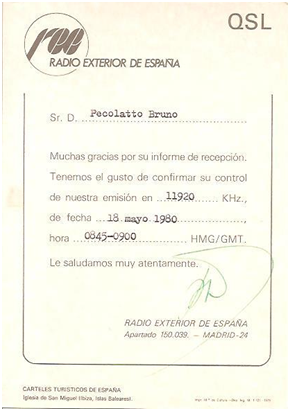 QSL
ree
RADIO EXTERIOR DE ESPAÑA
Sr. D. Pecolatto Bruno
Muchas gracias por su informe de recepción.
Tenemos el gusto de confirmar su control
de nuestra emisión en 11920 KHz.,
de fecha 18 mayo 1980,
hora 0845-0900 HMG/GMT.
Le saludamos muy atentamente.
RADIO EXTERIOR DE ESPAÑA
Apartado 150.039. – MADRID-24
CARTELES TURISTICOS DE ESPAÑA
Iglesia de San Miguel (Ibiza, Islas Baleares).